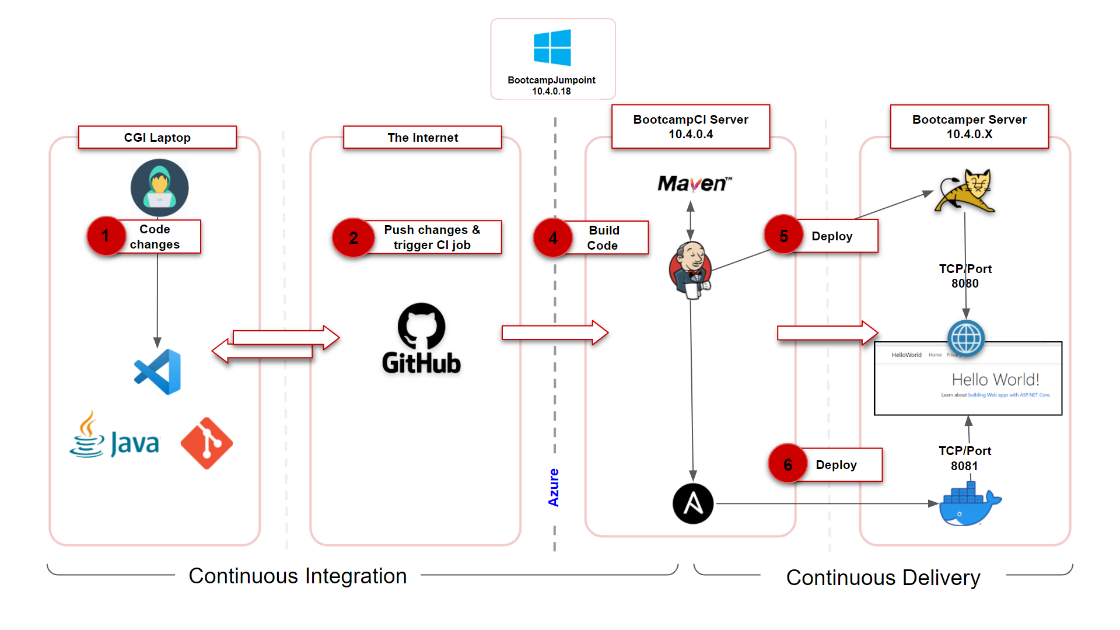 BootcampJumpoint
10.4.0.18
CGI Laptop
The Internet
BootcampCI Server
10.4.0.4
Bootcamper Server
10.4.0.X
1
Code
changes
2
Push changes &
trigger CI job
4
Build
Code
Maven™
5
Deploy
TCP/Port
8080
GitHub
HelloWorld Home
Hello World!
Learn about building Web apps with ASP.NET Core.
Java
6
Deploy
TCP/Port
8081
Azure
Continuous Integration
Continuous Delivery